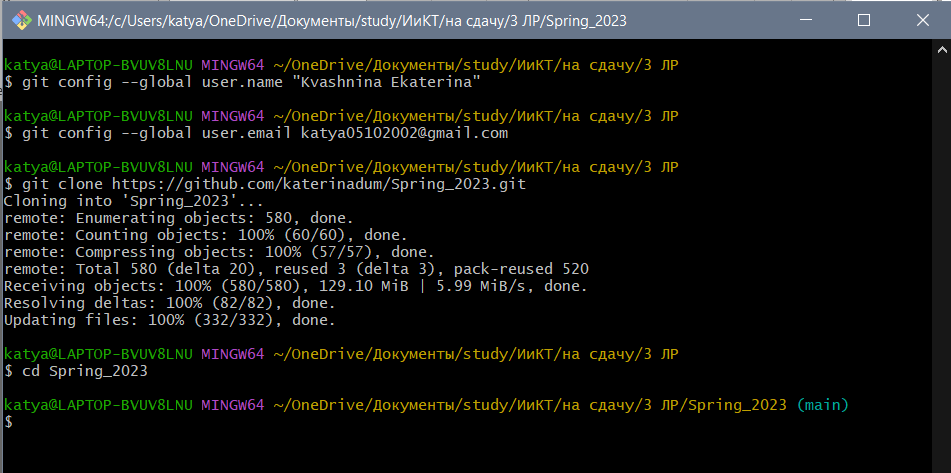 MINGW64:/c/Users/katya/OneDrive/Документы/study/ИиКТ/на сдачу/3 ЛР/Spring_2023
katya@LAPTOP-BVUV8LNU MINGW64 ~/OneDrive/Документы/study/ИиКТ/на сдачу/3 ЛР
$ git config --global user.name "Kvashnina Ekaterina"
katya@LAPTOP-BVUV8LNU MINGW64 ~/OneDrive/Документы/study/ИиКТ/на сдачу/3 ЛР
$ git config --global user.email katya05102002@gmail.com
katya@LAPTOP-BVUV8LNU MINGW64 ~/OneDrive/Документы/study/ИиКТ/на сдачу/3 ЛР
$ git clone https://github.com/katerinadum/Spring_2023.git
Cloning into 'Spring_2023'...
remote: Enumerating objects: 580, done.
remote: Counting objects: 100% (60/60), done.
remote: Compressing objects: 100% (57/57), done.
remote: Total 580 (delta 20), reused 3 (delta 3), pack-reused 520
Receiving objects: 100% (580/580), 129.10 MiB | 5.99 MiB/s, done.
Resolving deltas: 100% (82/82), done.
Updating files: 100% (332/332), done.
katya@LAPTOP-BVUV8LNU MINGW64 ~/OneDrive/Документы/study/ИиКТ/на сдачу/3 ЛР
$ cd Spring_2023
katya@LAPTOP-BVUV8LNU MINGW64 ~/OneDrive/Документы/study/ИиКТ/на сдачу/3 ЛР/Spring_2023 (main)
$